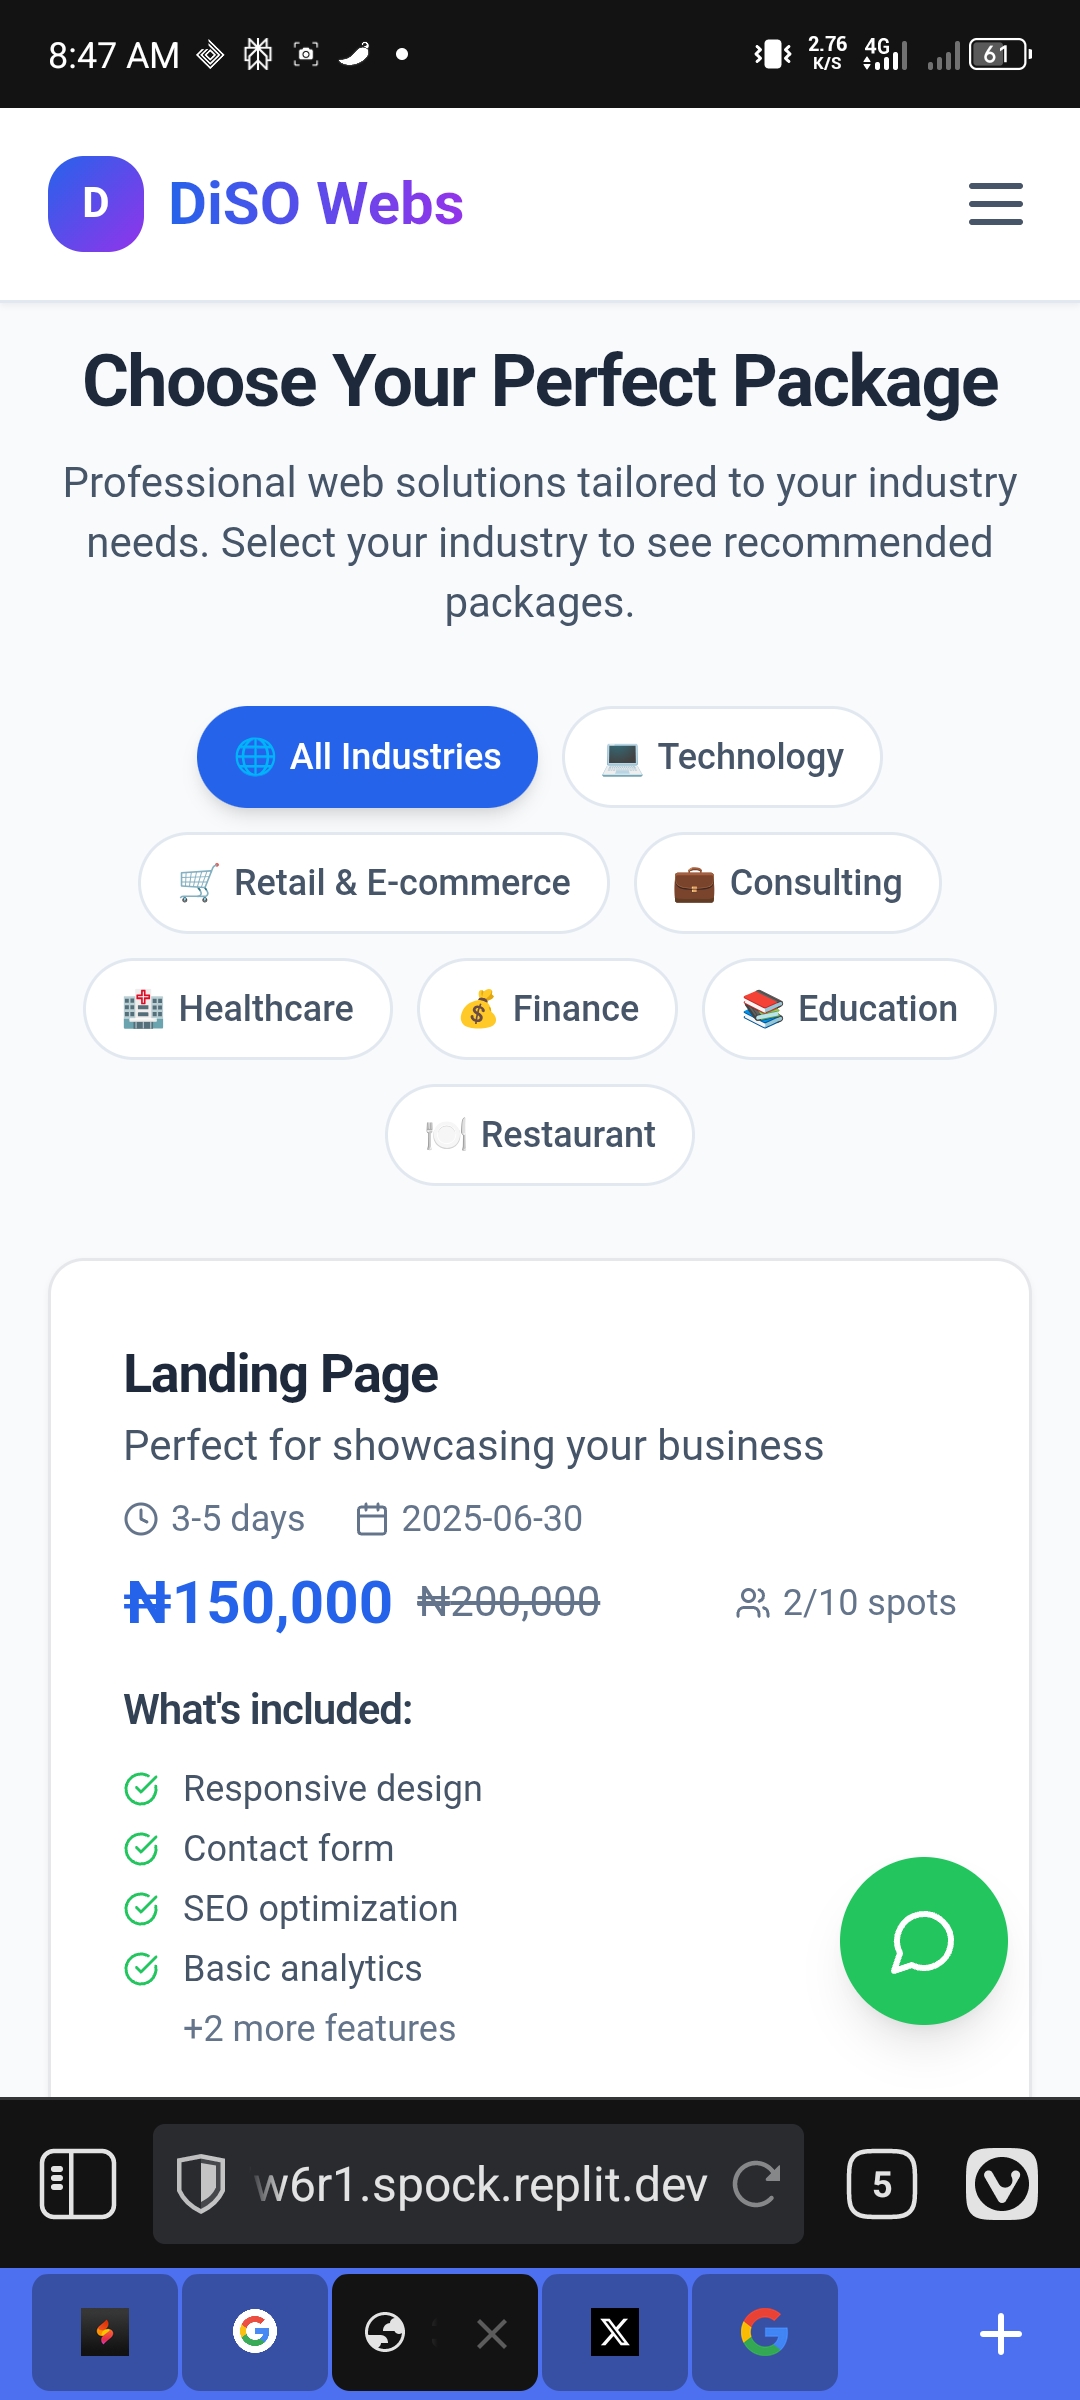 8:47 AM
2.76
K/S
4G
61
D
DiSO Webs
Choose Your Perfect Package
Professional web solutions tailored to your industry
needs. Select your industry to see recommended
packages.
All Industries
Technology
Retail & E-commerce
Consulting
Healthcare
Finance
Education
Restaurant
Landing Page
Perfect for showcasing your business
3-5 days
2025-06-30
₦150,000
₦200,000
2/10 spots
What's included:
Responsive design
Contact form
SEO optimization
Basic analytics
+2 more features
w6r1.spock.replit.dev
5